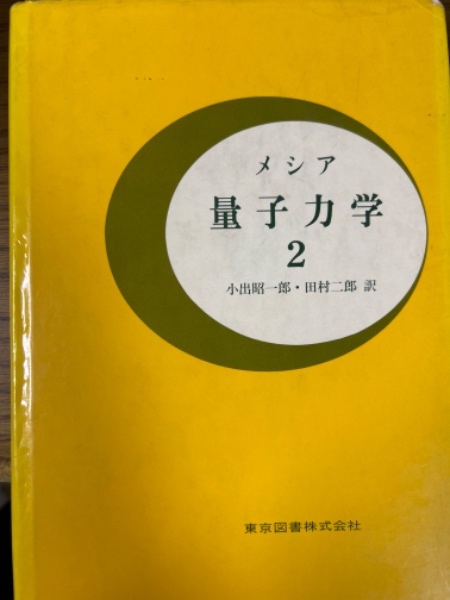 メシア
量子力学
2
小出昭一郎・田村二郎 訳
東京図書株式会社